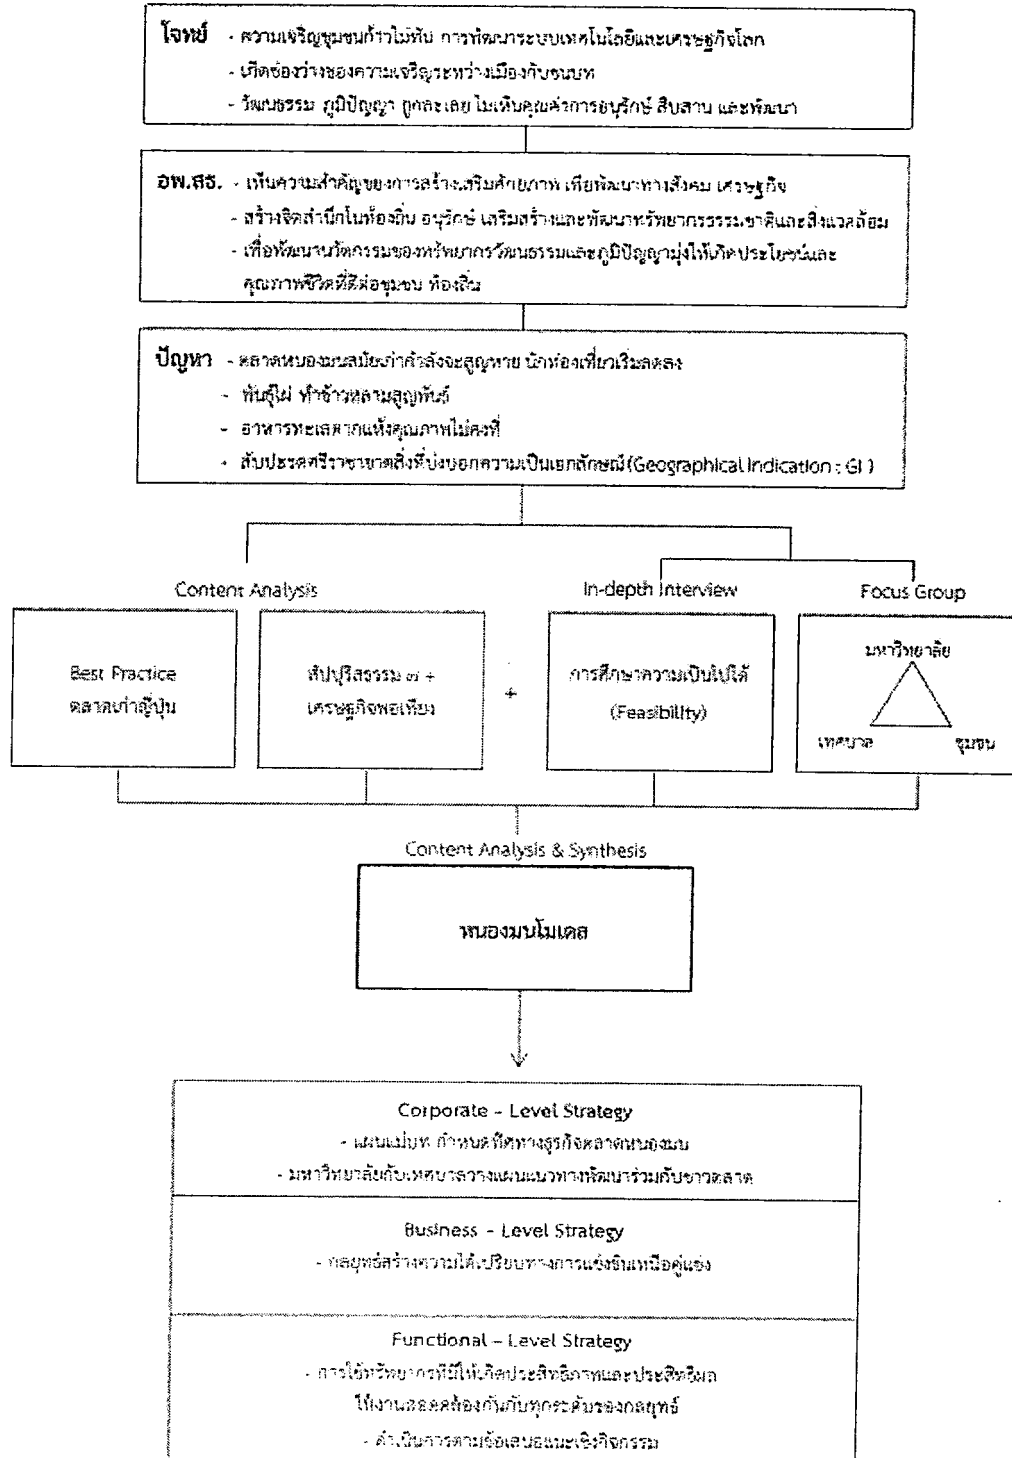 โจทย์ - ความเจริญชุมชนก้าวไม่ทัน การพัฒนาระบบเทคโนโลยีและเศรษฐกิจโลก
- เกิดช่องว่างของความเจริญระหว่างเมืองกับชนบท
- วัฒนธรรม ภูมิปัญญา ถูกละเลย ไม่เห็นคุณค่าการอนุรักษ์ สืบสาน และพัฒนา
อพ.สธ. - เห็นความสำคัญของการสร้างเสริมศักยภาพ เพื่อพัฒนาทางสังคม เศรษฐกิจ
- สร้างจิตสำนึกในท้องถิ่น อนุรักษ์ เสริมสร้างและพัฒนาทรัพยากรธรรมชาติและสิ่งแวดล้อม
- เพื่อพัฒนานวัตกรรมของทรัพยากรวัฒนธรรมและภูมิปัญญามุ่งให้เกิดประโยชน์และ
คุณภาพชีวิตที่ดีต่อชุมชน ท้องถิ่น
ปัญหา - ตลาดหนองมนสมัยเก่ากำลังจะสูญหาย นักท่องเที่ยวเริ่มลดลง
- พันธุ์ไผ่ ทำข้าวหลามสูญพันธ์
- อาหารทะเลตากแห้งคุณภาพไม่คงที่
- สับปะรดศรีราชาขาดสิ่งที่บ่งบอกความเป็นเอกลักษณ์(Geographical Indication : GI )
Content Analysis
In-depth Interview
Focus Group
Best Practice
ตลาดเก่าญี่ปุ่น
สัปปุริสธรรม ๗ +
เศรษฐกิจพอเพียง
+
การศึกษาความเป็นไปได้
(Feasibility)
มหาวิทยาลัย
เทศบาล ชุมชน
Content Analysis & Synthesis
หนองมนโมเดล
Corporate – Level Strategy
- แผนแม่บท กำหนดทิศทางธุรกิจตลาดหนองมน
- มหาวิทยาลัยกับเทศบาลวางแผนแนวทางพัฒนาร่วมกับชาวตลาด
Business – Level Strategy
- กลยุทธ์สร้างความได้เปรียบทางการแข่งขันเหนือคู่แข่ง
Functional – Level Strategy
- การใช้ทรัพยากรที่มีให้เกิดประสิทธิภาพและประสิทธิผล
ให้งานสอดคล้องกันกับทุกระดับของกลยุทธ์
- ดำเนินการตามข้อเสนอแนะเชิงกิจกรรม